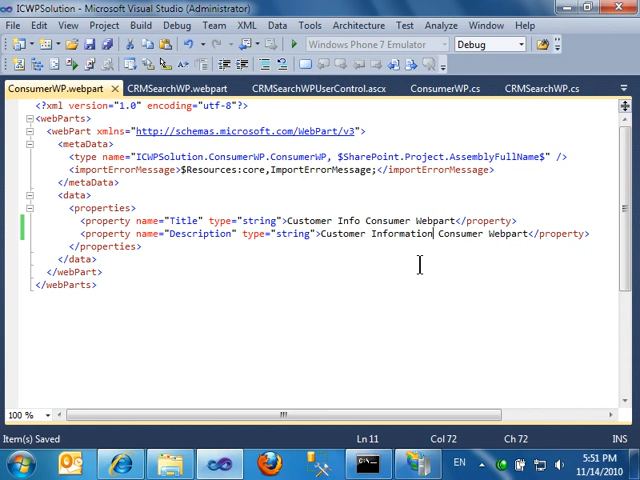 ICWPSolution - Microsoft Visual Studio (Administrator)
File Edit View Project Build Debug Team XML Data Tools Architecture Test Analyze Window Help
Windows Phone 7 Emulator Debug
ConsumerWP.webpart CRMSearchWP.webpart CRMSearchWPUserControl.ascx ConsumerWP.cs CRMSearchWP.cs
<?xml version="1.0" encoding="utf-8"?>
<webParts>
<webPart xmlns="http://schemas.microsoft.com/WebPart/v3">
<metaData>
<type name="ICWPSolution.ConsumerWP.ConsumerWP, $SharePoint.Project.AssemblyFullName$" />
<importErrorMessage>$Resources:core,ImportErrorMessage;</importErrorMessage>
</metaData>
<data>
<properties>
<property name="Title" type="string">Customer Info Consumer Webpart</property>
<property name="Description" type="string">Customer Information Consumer Webpart</property>
</properties>
</data>
</webPart>
</webParts>
100 %
Item(s) Saved Ln 11 Col 72 Ch 72 INS
EN 5:51 PM
11/14/2010